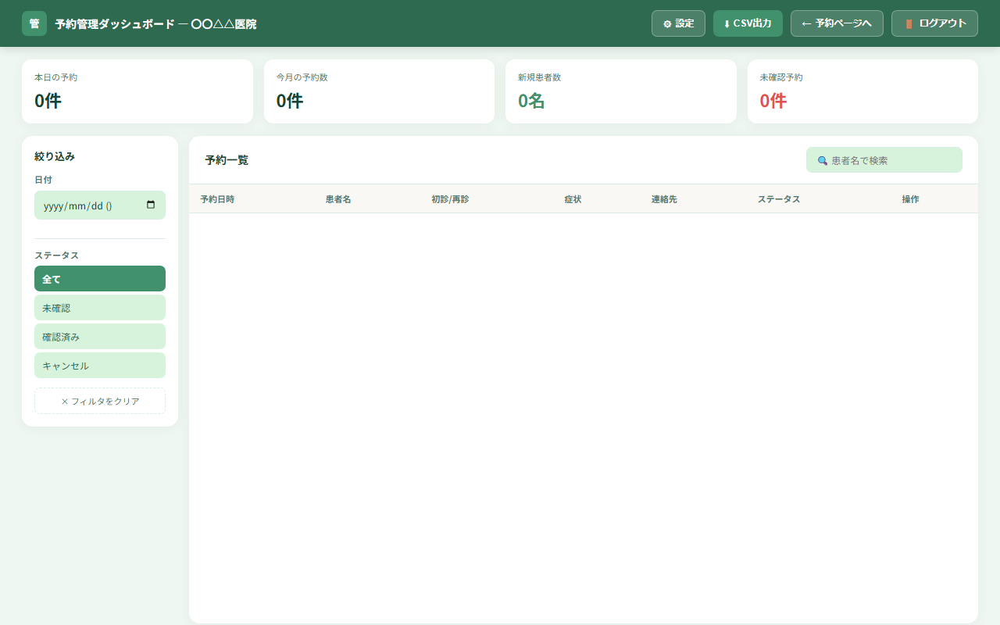 管 予約管理ダッシュボード — 〇〇△△医院
⚙ 設定
⬇ CSV出力
← 予約ページへ
ログアウト
本日の予約
0件
今月の予約数
0件
新規患者数
0名
未確認予約
0件
絞り込み
日付
yyyy/mm/dd ()
ステータス
全て
未確認
確認済み
キャンセル
× フィルタをクリア
予約一覧
🔍 患者名で検索
予約日時 患者名 初診/再診 症状 連絡先 ステータス 操作